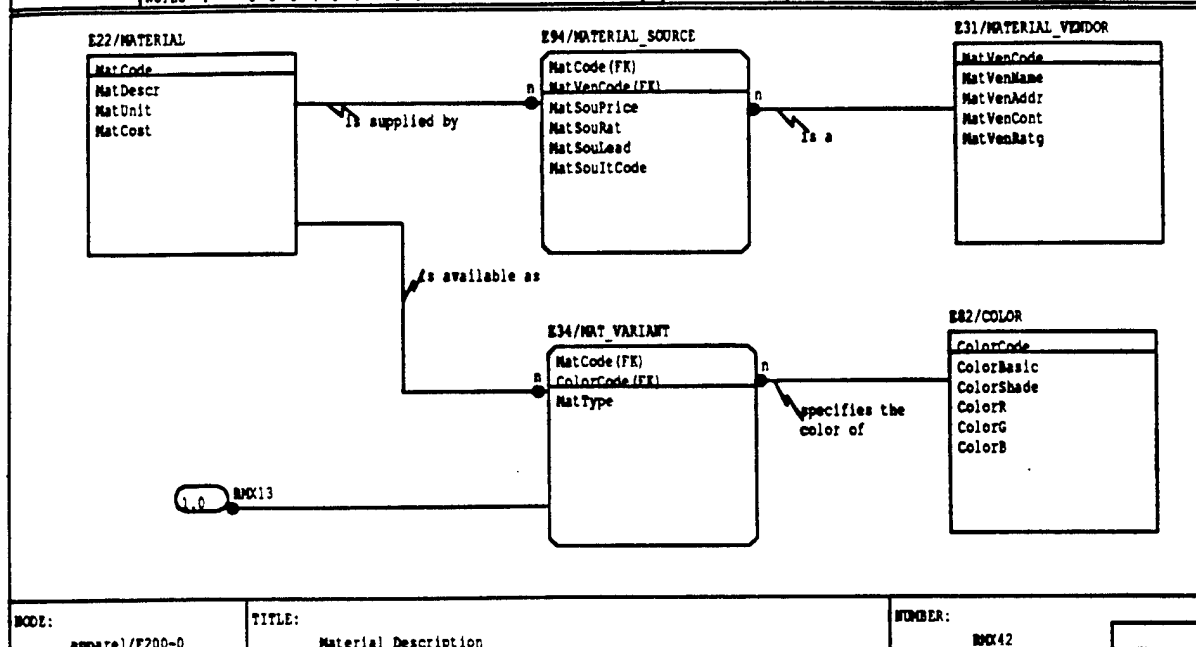 E22/MATERIAL
MatCode
MatDescr
MatUnit
MatCost
is supplied by
n
E94/MATERIAL_SOURCE
MatCode(FK)
MatVenCode(FK)
MatSouPrice
MatSouRat
MatSouLead
MatSouItCode
n
is a
E31/MATERIAL_VENDOR
MatVenCode
MatVenName
MatVenAddr
MatVenCont
MatVenRatg
is available as
n
E34/MAT_VARIANT
MatCode(FK)
ColorCode(FK)
MatType
n
specifies the
color of
E82/COLOR
ColorCode
ColorBasic
ColorShade
ColorR
ColorG
ColorB
1.0
RMX13
NODE:
apparel/F200-0
TITLE:
Material Description
NUMBER:
RMX42